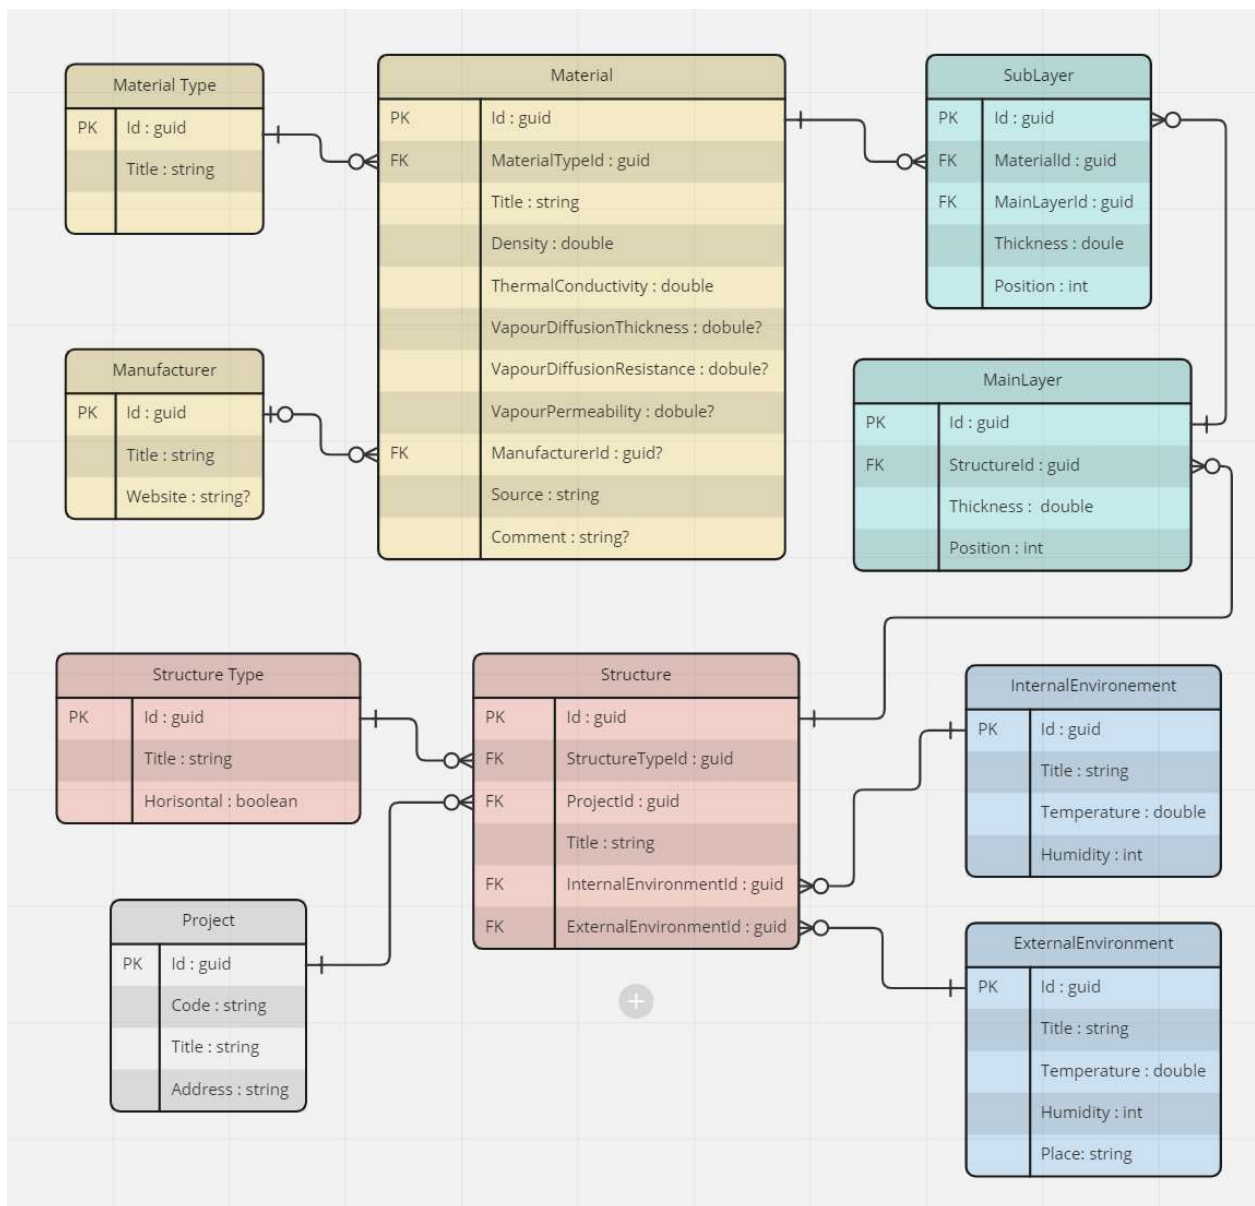 Material Type
PK Id : guid
Title : string
Manufacturer
PK Id : guid
Title : string
Website : string?
Material
PK Id : guid
FK MaterialTypeId : guid
Title : string
Density : double
ThermalConductivity : double
VapourDiffusionThickness : dobule?
VapourDiffusionResistance : dobule?
VapourPermeability : dobule?
FK ManufacturerId : guid?
Source : string
Comment : string?
SubLayer
PK Id : guid
FK MaterialId : guid
FK MainLayerId : guid
Thickness : doule
Position : int
MainLayer
PK Id : guid
FK StructureId : guid
Thickness :  double
Position : int
Structure Type
PK Id : guid
Title : string
Horisontal : boolean
Project
PK Id : guid
Code : string
Title : string
Address : string
Structure
PK Id : guid
FK StructureTypeId : guid
FK ProjectId : guid
Title : string
FK InternalEnvironmentId : guid
FK ExternalEnvironmentId : guid
InternalEnvironement
PK Id : guid
Title : string
Temperature : double
Humidity : int
ExternalEnvironment
PK Id : guid
Title : string
Temperature : double
Humidity : int
Place: string